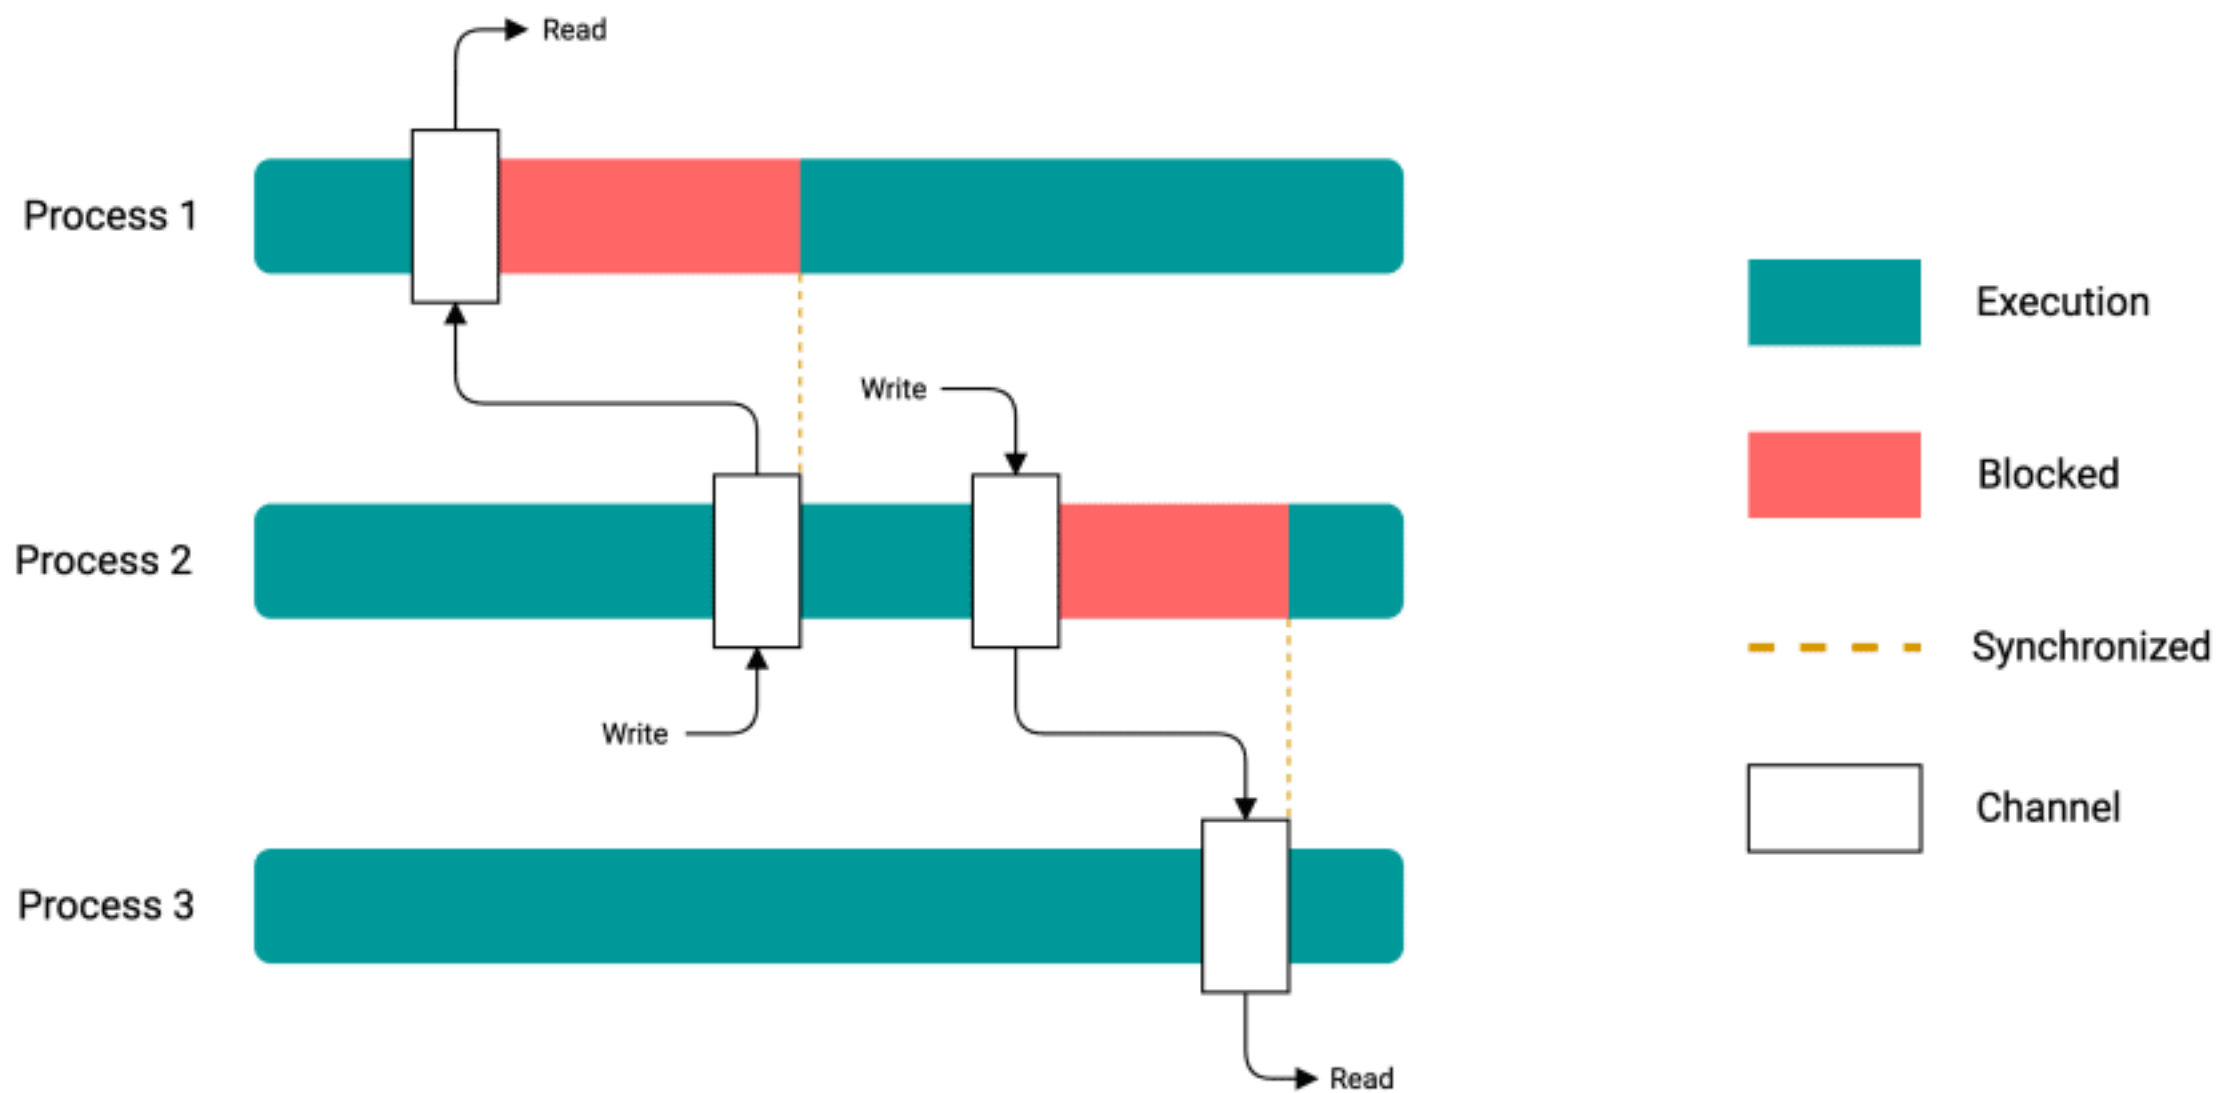 Read
Process 1
Execution
Write
Blocked
Process 2
Synchronized
Write
Channel
Process 3
Read